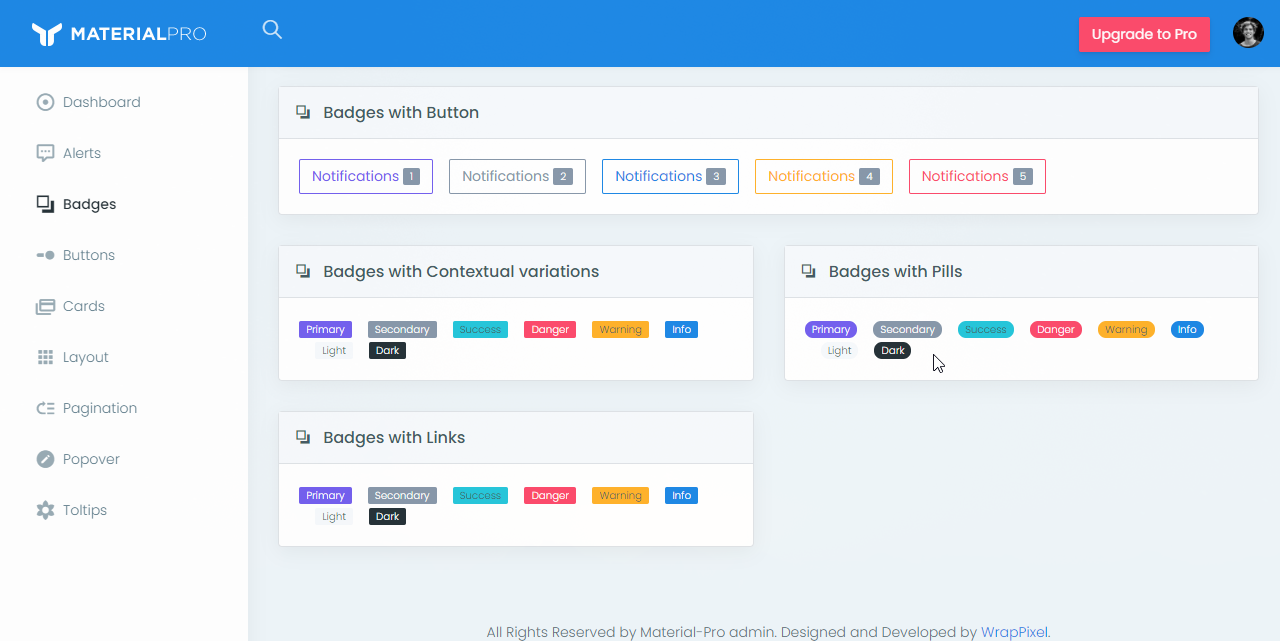 MATERIALPRO
Upgrade to Pro
Dashboard
Alerts
Badges
Buttons
Cards
Layout
Pagination
Popover
Toltips
Badges with Button
Notifications 1 Notifications 2 Notifications 3 Notifications 4 Notifications 5
Badges with Contextual variations
Primary Secondary Success Danger Warning Info
Light Dark
Badges with Pills
Primary Secondary Success Danger Warning Info
Light Dark
Badges with Links
Primary Secondary Success Danger Warning Info
Light Dark
All Rights Reserved by Material-Pro admin. Designed and Developed by WrapPixel.